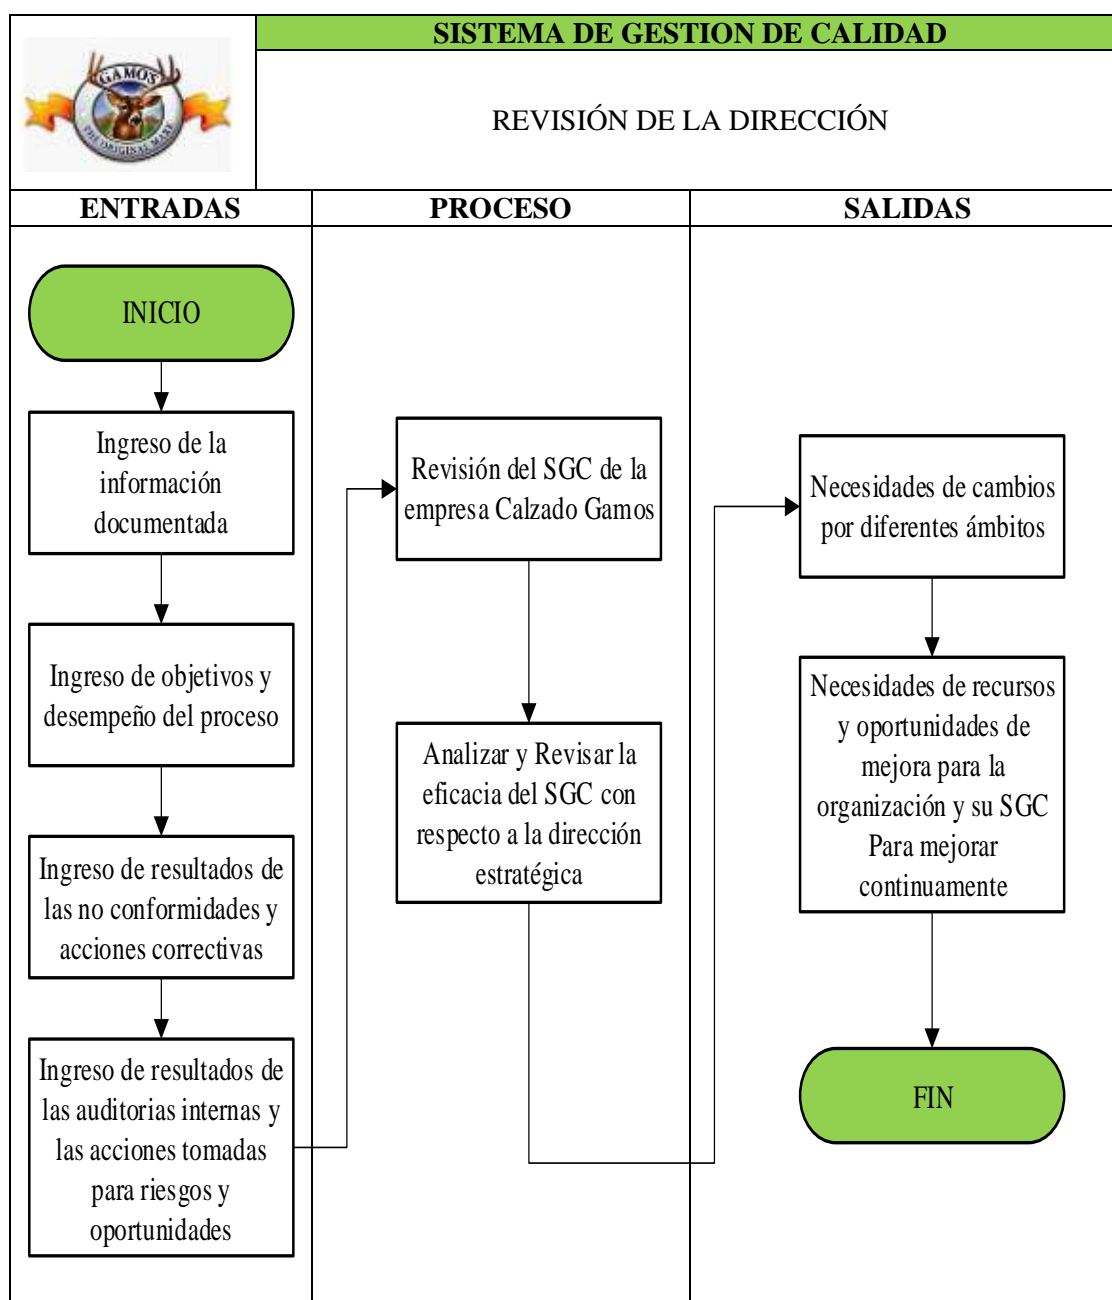 SISTEMA DE GESTION DE CALIDAD
GAMO'S
THE ORIGINAL MARK
REVISIÓN DE LA DIRECCIÓN
ENTRADAS
PROCESO
SALIDAS
INICIO
Ingreso de la
información
documentada
Ingreso de objetivos y
desempeño del proceso
Ingreso de resultados de
las no conformidades y
acciones correctivas
Ingreso de resultados de
las auditorias internas y
las acciones tomadas
para riesgos y
oportunidades
Revisión del SGC de la
empresa Calzado Gamos
Analizar y Revisar la
eficacia del SGC con
respecto a la dirección
estratégica
Necesidades de cambios
por diferentes ámbitos
Necesidades de recursos
y oportunidades de
mejora para la
organización y su SGC
Para mejorar
continuamente
FIN